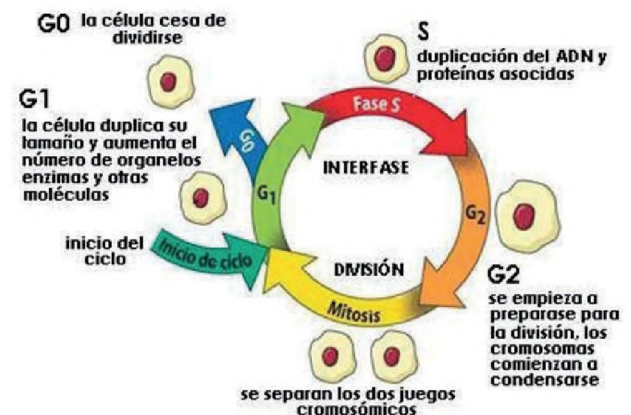 G0 la célula cesa de
dividirse
S
duplicación del ADN y
proteínas asocidas
G1
la célula duplica su
tamaño y aumenta el
número de organelos
enzimas y otras
moléculas
Fase S
G0
INTERFASE
G1
G2
inicio del
ciclo
Inicio de ciclo
DIVISIÓN
Mitosis
G2
se empieza a
preparase para
la división, los
cromosomas
comienzan a
condensarse
se separan los dos juegos
cromosómicos